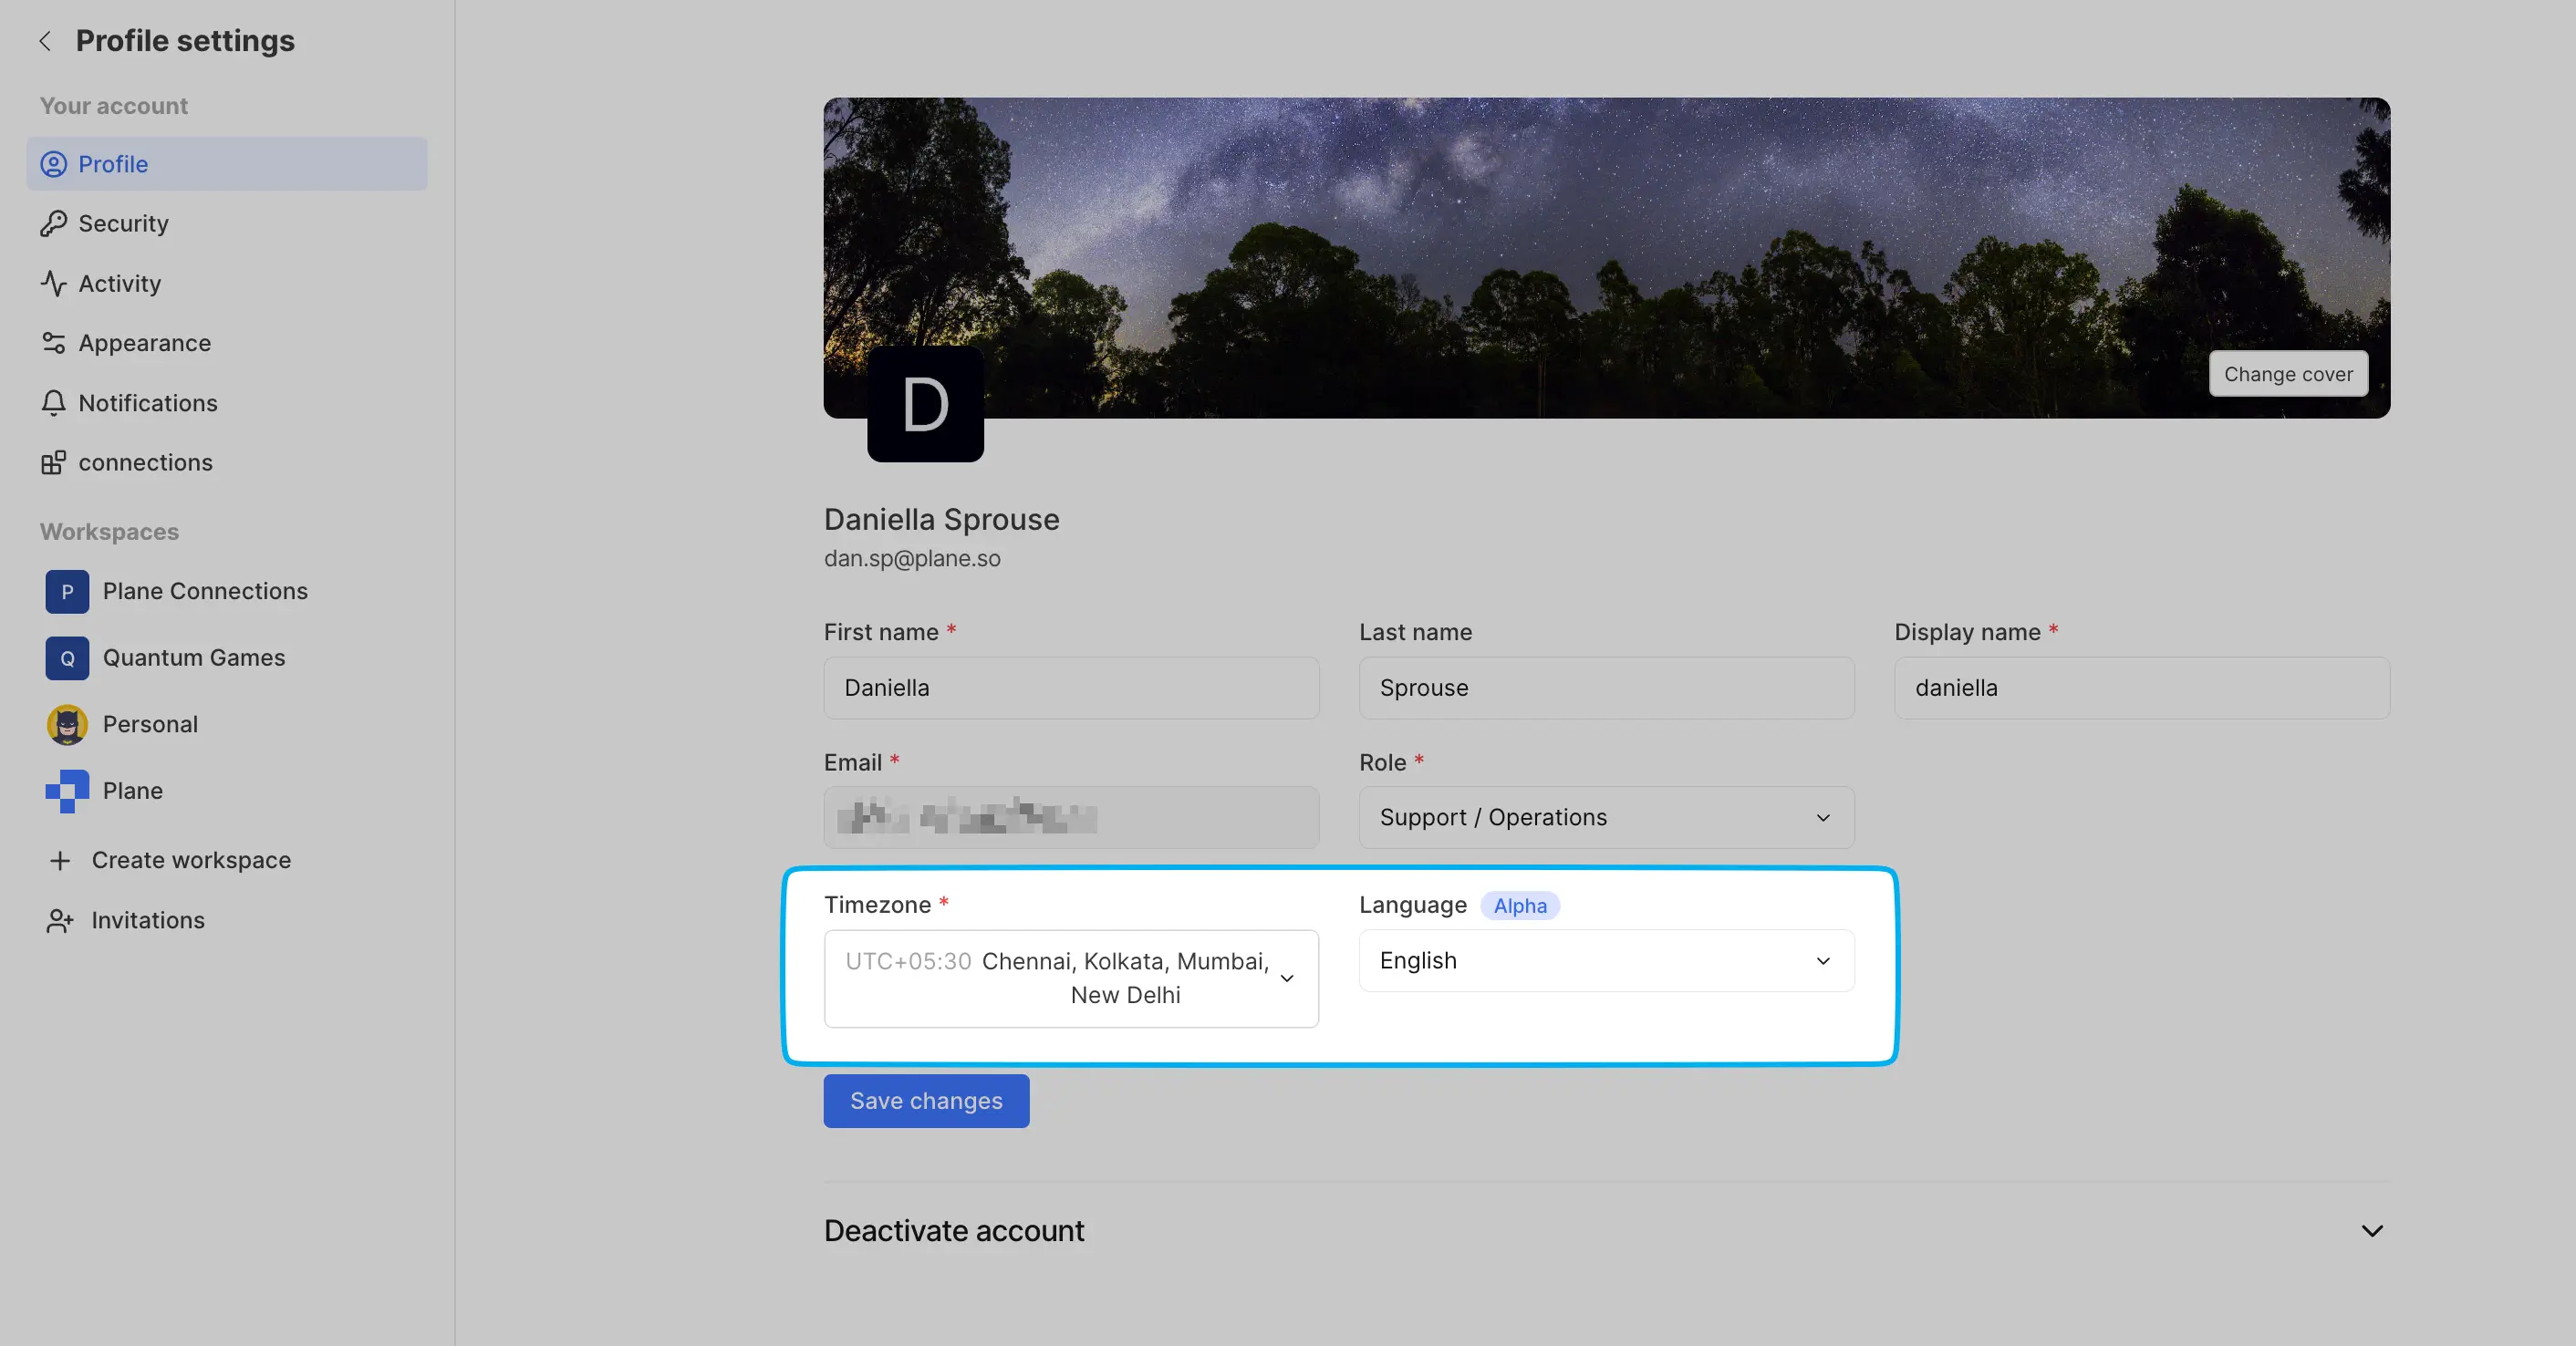 Profile settings
Your account
Profile
Security
Activity
Appearance
Notifications
connections
Workspaces
P Plane Connections
Q Quantum Games
Personal
Plane
Create workspace
Invitations
Change cover
D
Daniella Sprouse
dan.sp@plane.so
First name *
Last name
Display name *
Daniella
Sprouse
daniella
Email *
Role *
Support / Operations
Timezone *
Language Alpha
UTC+05:30 Chennai, Kolkata, Mumbai,
New Delhi
English
Save changes
Deactivate account